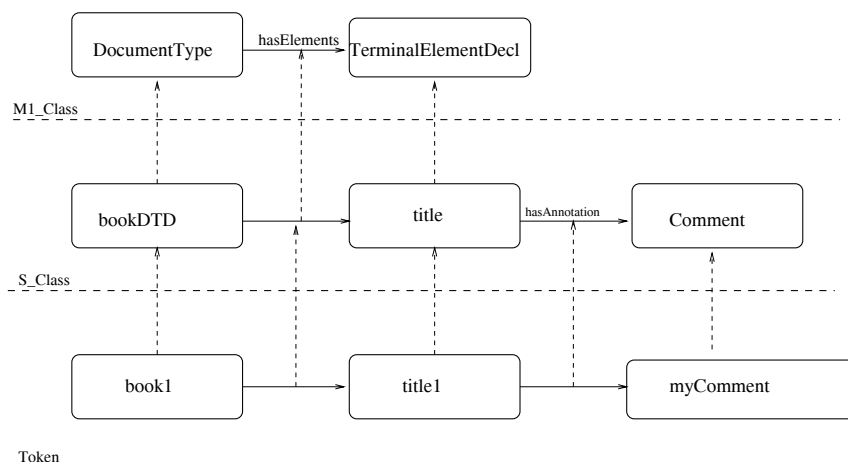 DocumentType
hasElements
TerminalElementDecl
M1_Class
bookDTD
title
hasAnnotation
Comment
S_Class
book1
title1
myComment
Token